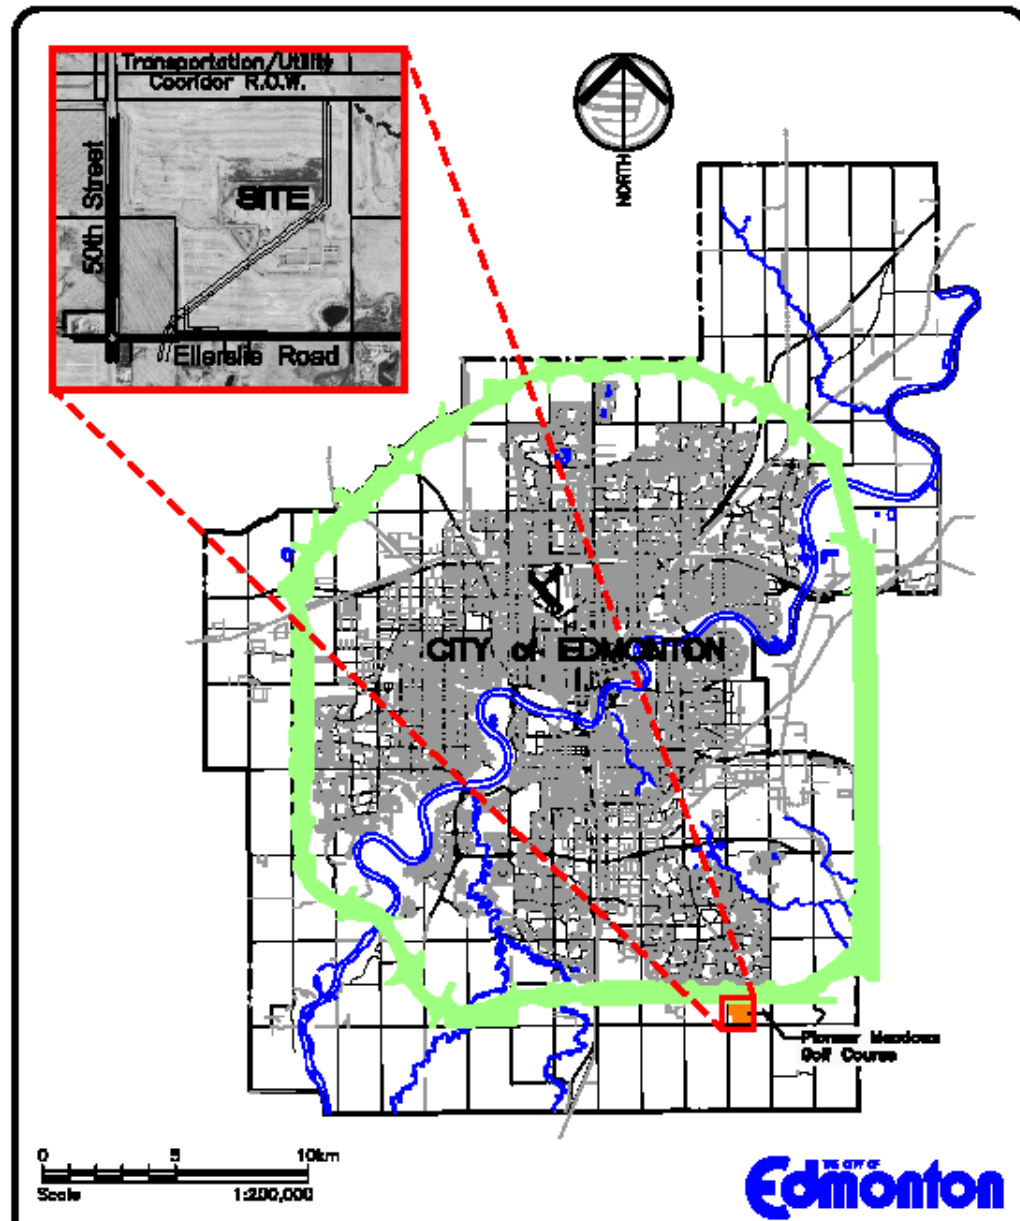 Transportation/Utility
Cooridor R.O.W.
50th Street
SITE
Ellerslie Road
NORTH
CITY of EDMONTON
Pioneer Meadows
Golf Course
0 5 10km
Scale 1:200,000
THE CITY OF
Edmonton